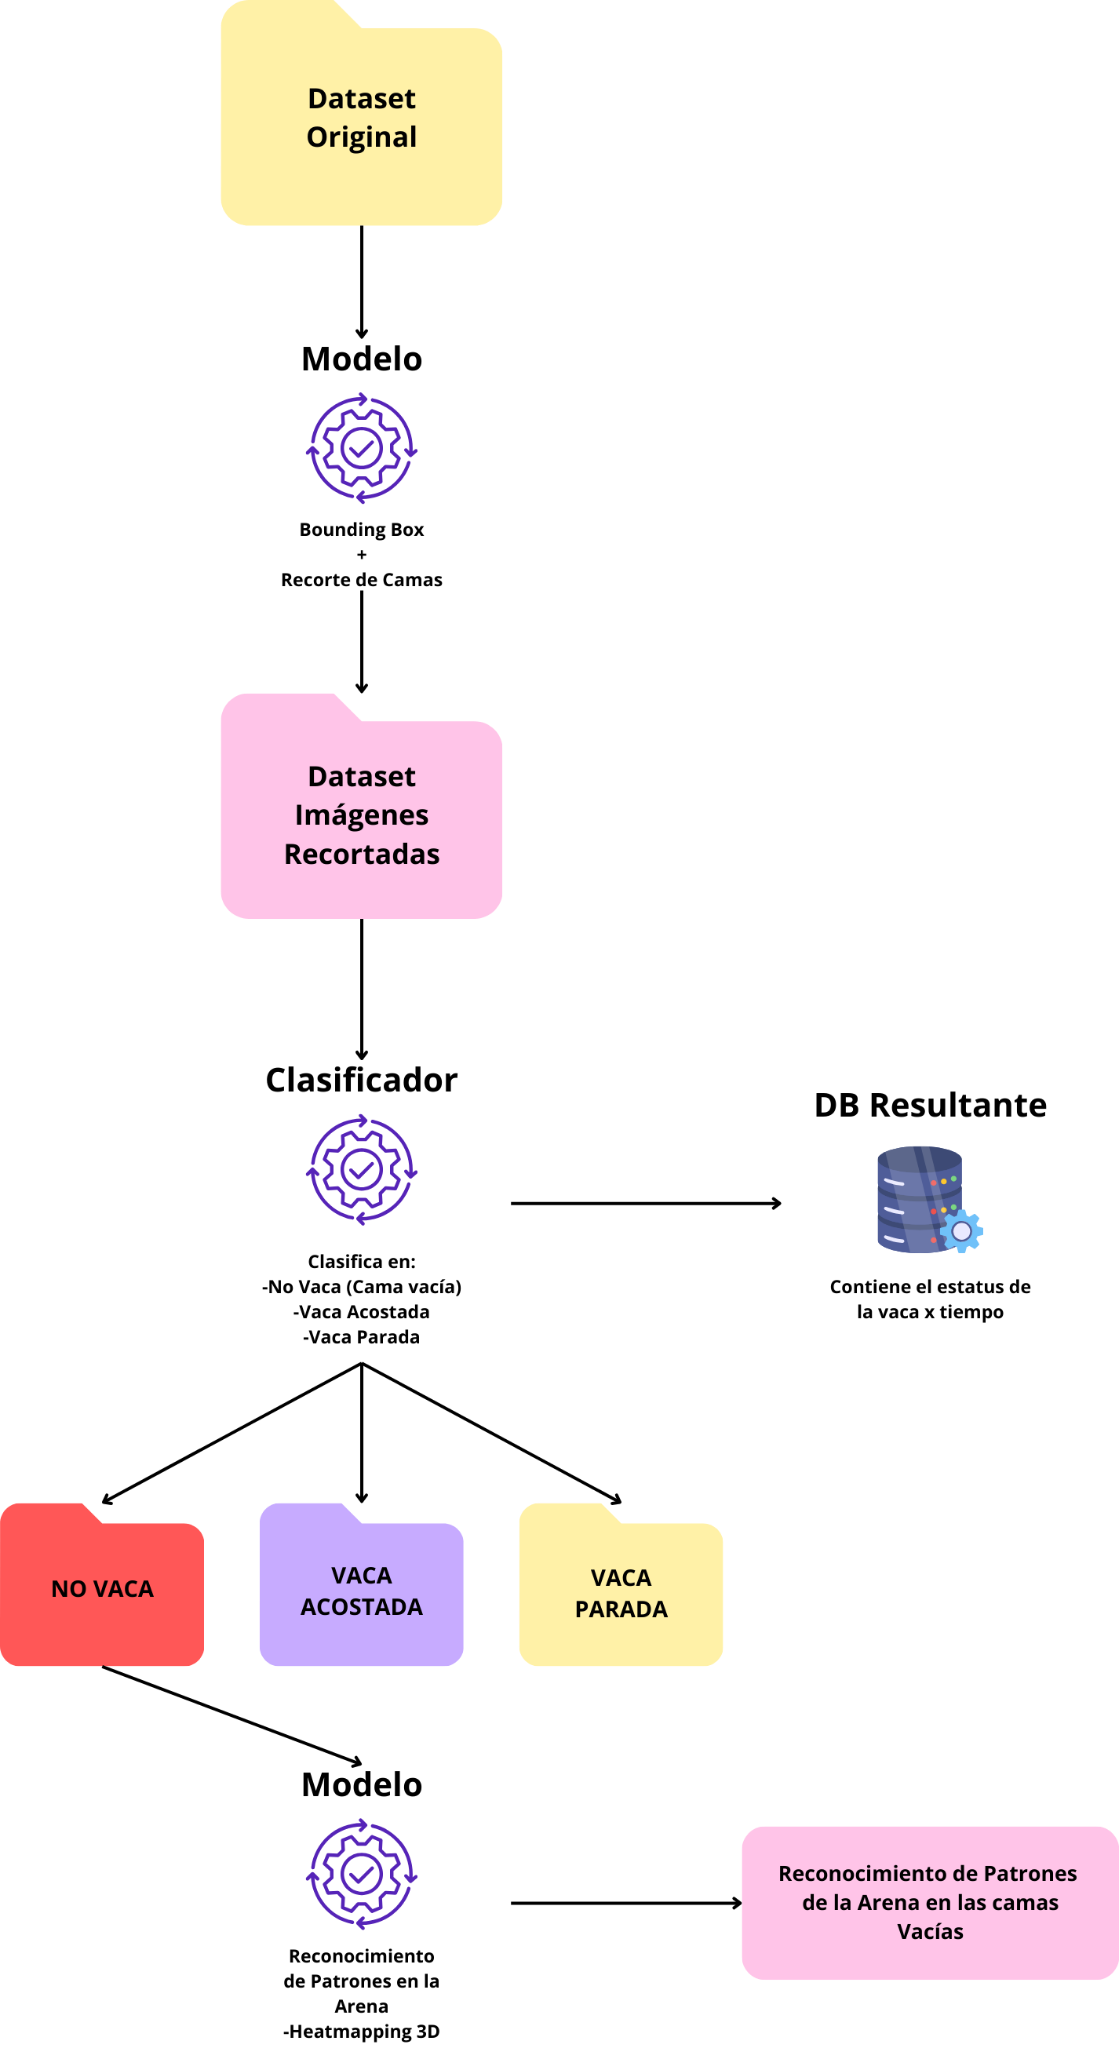 Dataset
Original
Modelo
Bounding Box
+
Recorte de Camas
Dataset
Imágenes
Recortadas
Clasificador
Clasifica en:
-No Vaca (Cama vacía)
-Vaca Acostada
-Vaca Parada
DB Resultante
Contiene el estatus de
la vaca x tiempo
NO VACA
VACA
ACOSTADA
VACA
PARADA
Modelo
Reconocimiento
de Patrones en la
Arena
-Heatmapping 3D
Reconocimiento de Patrones
de la Arena en las camas
Vacías